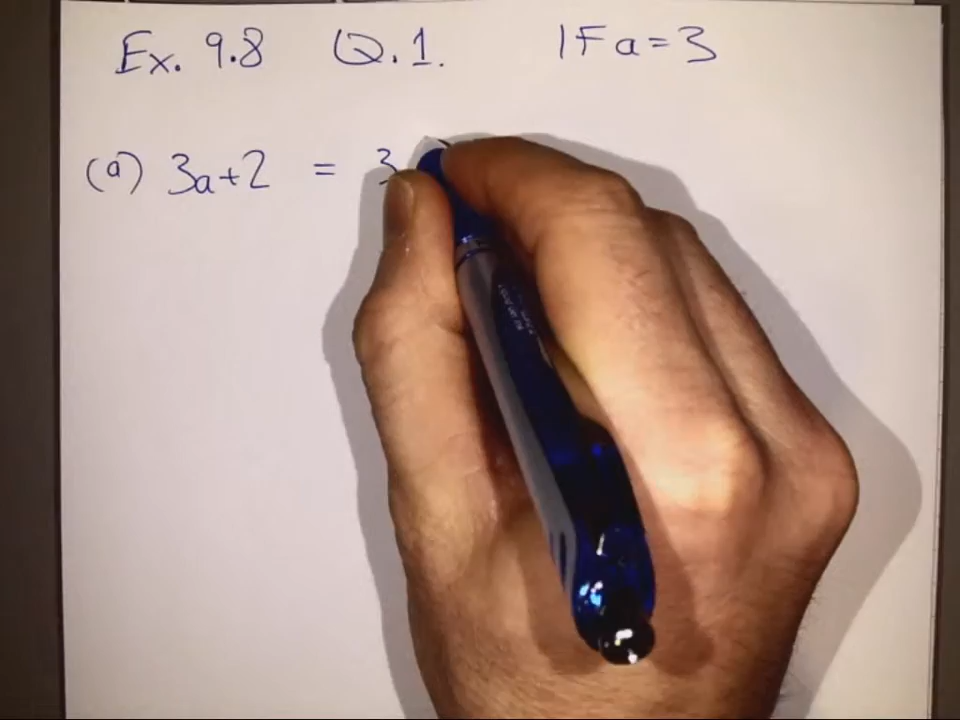 Ex. 9.8 Q.1. IF a=3
(a) 3a+2 = 3